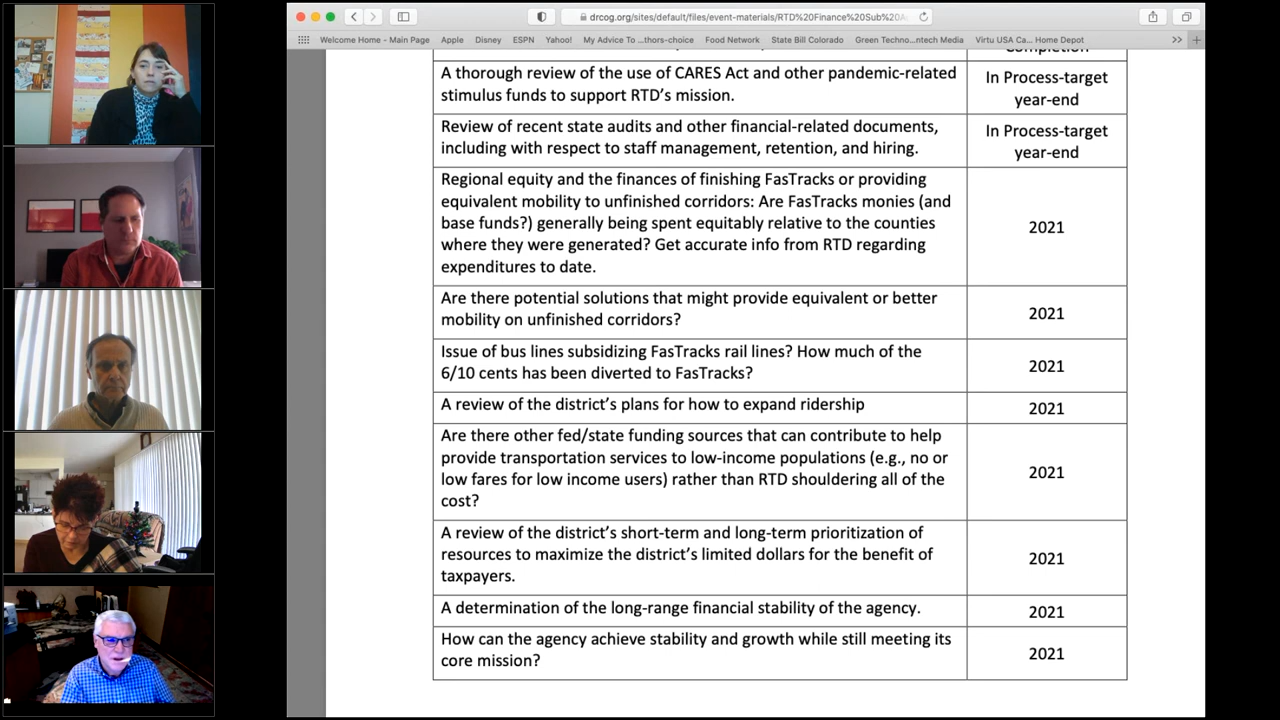 drcog.org/sites/default/files/event-materials/RTD%20Finance%20Sub%20A
Welcome Home - Main Page Apple Disney ESPN Yahoo! My Advice To ...thors-choice Food Network State Bill Colorado Green Techno...ntech Media Virtu USA Ca... Home Depot >>
Completion
A thorough review of the use of CARES Act and other pandemic-related
stimulus funds to support RTD's mission.
In Process-target
year-end
Review of recent state audits and other financial-related documents,
including with respect to staff management, retention, and hiring.
In Process-target
year-end
Regional equity and the finances of finishing FasTracks or providing
equivalent mobility to unfinished corridors: Are FasTracks monies (and
base funds?) generally being spent equitably relative to the counties
where they were generated? Get accurate info from RTD regarding
expenditures to date.
2021
Are there potential solutions that might provide equivalent or better
mobility on unfinished corridors?
2021
Issue of bus lines subsidizing FasTracks rail lines? How much of the
6/10 cents has been diverted to FasTracks?
2021
A review of the district's plans for how to expand ridership
2021
Are there other fed/state funding sources that can contribute to help
provide transportation services to low-income populations (e.g., no or
low fares for low income users) rather than RTD shouldering all of the
cost?
2021
A review of the district's short-term and long-term prioritization of
resources to maximize the district's limited dollars for the benefit of
taxpayers.
2021
A determination of the long-range financial stability of the agency.
2021
How can the agency achieve stability and growth while still meeting its
core mission?
2021